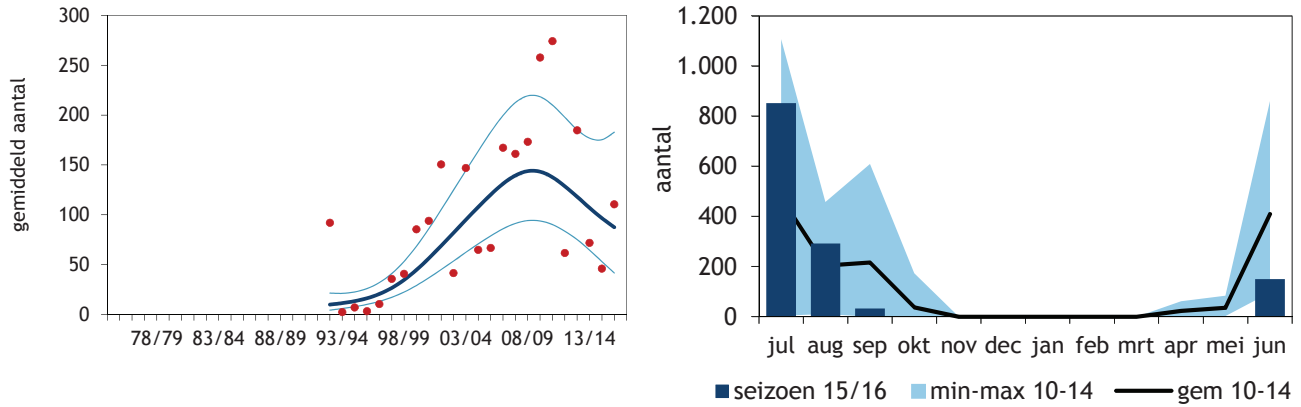 300
250
200
150
100
50
0
gemiddeld aantal
78/79 83/84 88/89 93/94 98/99 03/04 08/09 13/14
1.200
1.000
800
600
400
200
0
aantal
jul aug sep okt nov dec jan feb mrt apr mei jun
seizoen 15/16 min-max 10-14 gem 10-14